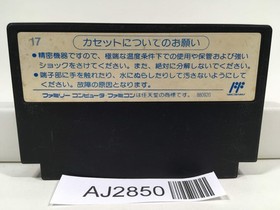 17
カセットについてのお願い
●精密機器ですので、極端な温度条件下での使用や保管および強い
ショックをさけてください。また、絶対に分解しないでください。
●端子部に手を触れたり、水にぬらしたりして汚さないようにして
ください。故障の原因となります。
ファミリー コンピュータ ファミコンは任天堂の商標です。
AJ2850